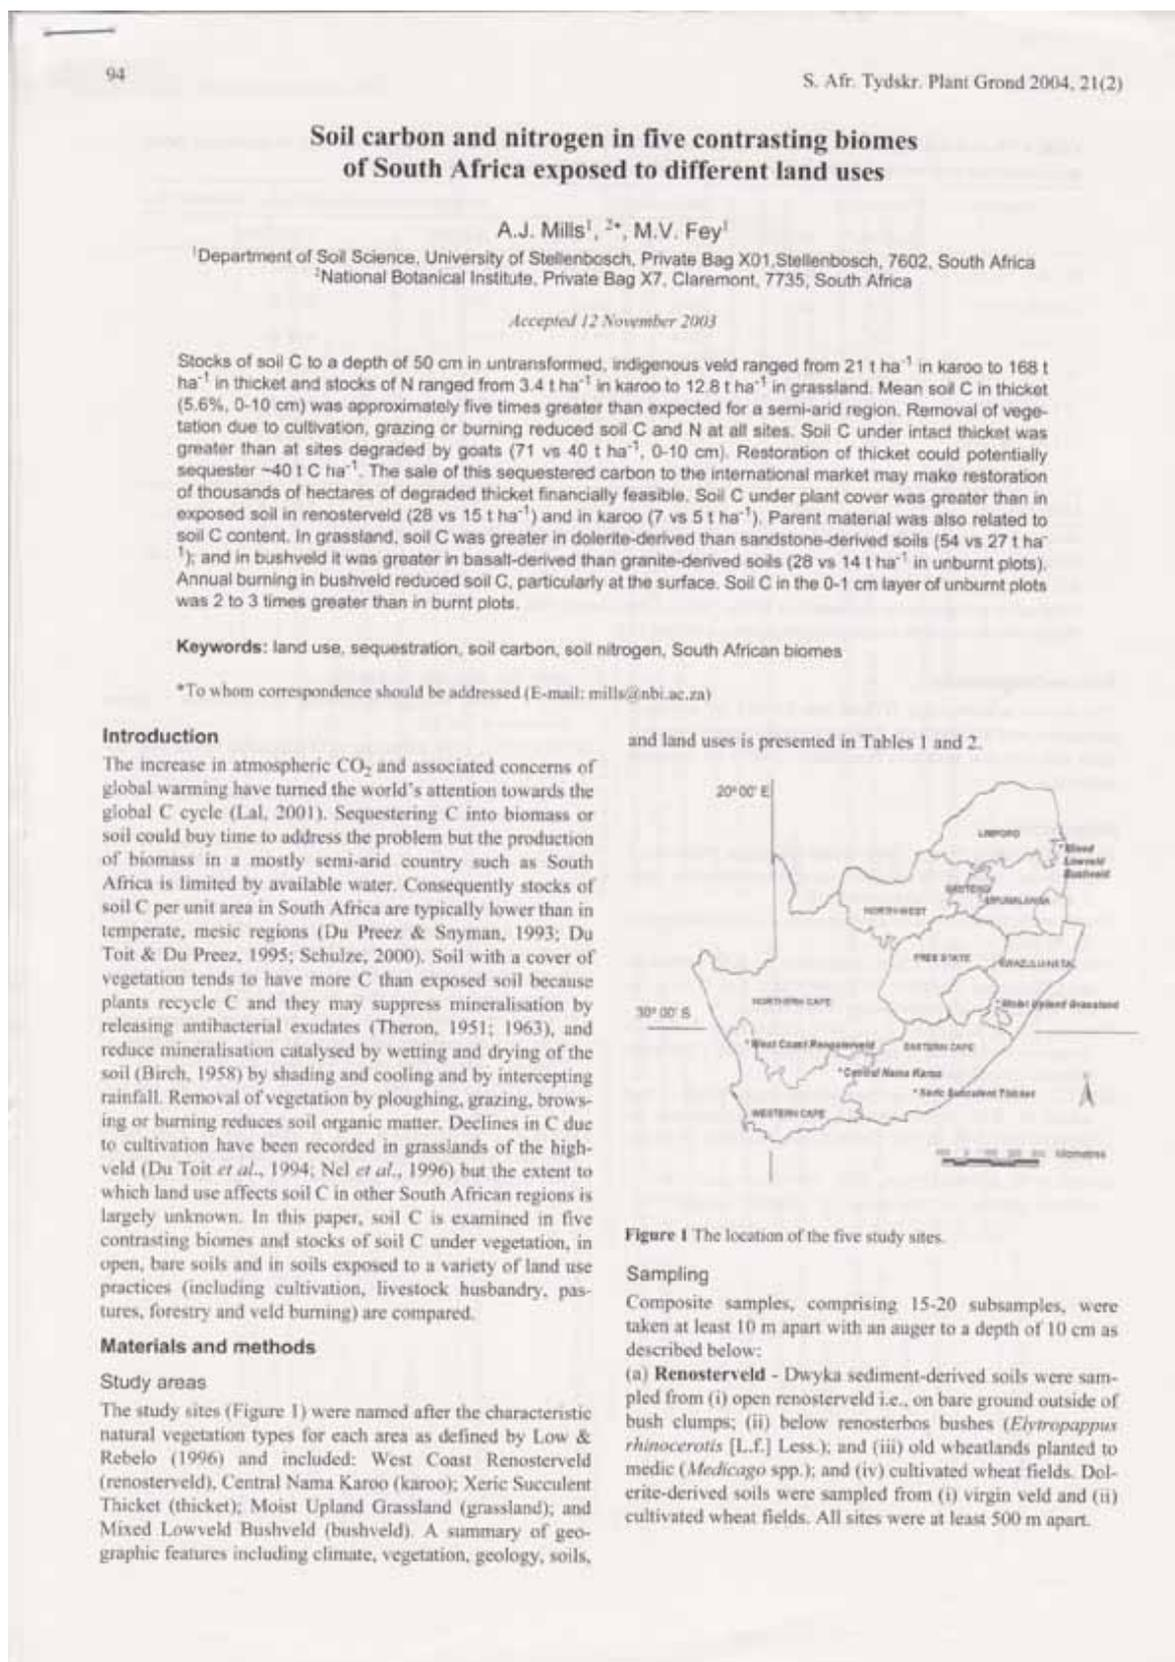 94
S. Afr. Tydskr. Plant Grond 2004, 21(2)
Soil carbon and nitrogen in five contrasting biomes
of South Africa exposed to different land uses
A.J. Mills¹, ²*, M.V. Fey¹
¹Department of Soil Science, University of Stellenbosch, Private Bag X01,Stellenbosch, 7602, South Africa
²National Botanical Institute, Private Bag X7, Claremont, 7735, South Africa
Accepted 12 November 2003
Stocks of soil C to a depth of 50 cm in untransformed, indigenous veld ranged from 21 t ha⁻¹ in karoo to 168 t
ha⁻¹ in thicket and stocks of N ranged from 3.4 t ha⁻¹ in karoo to 12.8 t ha⁻¹ in grassland. Mean soil C in thicket
(5.6%, 0-10 cm) was approximately five times greater than expected for a semi-arid region. Removal of vege-
tation due to cultivation, grazing or burning reduced soil C and N at all sites. Soil C under intact thicket was
greater than at sites degraded by goats (71 vs 40 t ha⁻¹, 0-10 cm). Restoration of thicket could potentially
sequester ~40 t C ha⁻¹. The sale of this sequestered carbon to the international market may make restoration
of thousands of hectares of degraded thicket financially feasible. Soil C under plant cover was greater than in
exposed soil in renosterveld (28 vs 15 t ha⁻¹) and in karoo (7 vs 5 t ha⁻¹). Parent material was also related to
soil C content. In grassland, soil C was greater in dolerite-derived than sandstone-derived soils (54 vs 27 t ha⁻
¹); and in bushveld it was greater in basalt-derived than granite-derived soils (28 vs 14 t ha⁻¹ in unburnt plots).
Annual burning in bushveld reduced soil C, particularly at the surface. Soil C in the 0-1 cm layer of unburnt plots
was 2 to 3 times greater than in burnt plots.
Keywords: land use, sequestration, soil carbon, soil nitrogen, South African biomes
*To whom correspondence should be addressed (E-mail: mills@nbi.ac.za)
Introduction
The increase in atmospheric CO₂ and associated concerns of
global warming have turned the world's attention towards the
global C cycle (Lal, 2001). Sequestering C into biomass or
soil could buy time to address the problem but the production
of biomass in a mostly semi-arid country such as South
Africa is limited by available water. Consequently stocks of
soil C per unit area in South Africa are typically lower than in
temperate, mesic regions (Du Preez & Snyman, 1993; Du
Toit & Du Preez, 1995; Schulze, 2000). Soil with a cover of
vegetation tends to have more C than exposed soil because
plants recycle C and they may suppress mineralisation by
releasing antibacterial exudates (Theron, 1951; 1963), and
reduce mineralisation catalysed by wetting and drying of the
soil (Birch, 1958) by shading and cooling and by intercepting
rainfall. Removal of vegetation by ploughing, grazing, brows-
ing or burning reduces soil organic matter. Declines in C due
to cultivation have been recorded in grasslands of the high-
veld (Du Toit et al., 1994; Nel et al., 1996) but the extent to
which land use affects soil C in other South African regions is
largely unknown. In this paper, soil C is examined in five
contrasting biomes and stocks of soil C under vegetation, in
open, bare soils and in soils exposed to a variety of land use
practices (including cultivation, livestock husbandry, pas-
tures, forestry and veld burning) are compared.
Materials and methods
Study areas
The study sites (Figure 1) were named after the characteristic
natural vegetation types for each area as defined by Low &
Rebelo (1996) and included: West Coast Renosterveld
(renosterveld), Central Nama Karoo (karoo); Xeric Succulent
Thicket (thicket); Moist Upland Grassland (grassland); and
Mixed Lowveld Bushveld (bushveld). A summary of geo-
graphic features including climate, vegetation, geology, soils,
and land uses is presented in Tables 1 and 2.
20° 00' E
LIMPOPO
*Mixed
Lowveld
Bushveld
GAUTENG
MPUMALANGA
NORTH-WEST
FREE STATE
KWAZULU-NATAL
NORTHERN CAPE
*Moist Upland Grassland
30° 00' S
*West Coast Renosterveld
EASTERN CAPE
*Central Nama Karoo
*Xeric Succulent Thicket
WESTERN CAPE
Kilometres
Figure 1 The location of the five study sites.
Sampling
Composite samples, comprising 15-20 subsamples, were
taken at least 10 m apart with an auger to a depth of 10 cm as
described below:
(a) Renosterveld - Dwyka sediment-derived soils were sam-
pled from (i) open renosterveld i.e., on bare ground outside of
bush clumps; (ii) below renosterbos bushes (Elytropappus
rhinocerotis [L.f.] Less.); and (iii) old wheatlands planted to
medic (Medicago spp.); and (iv) cultivated wheat fields. Dol-
erite-derived soils were sampled from (i) virgin veld and (ii)
cultivated wheat fields. All sites were at least 500 m apart.